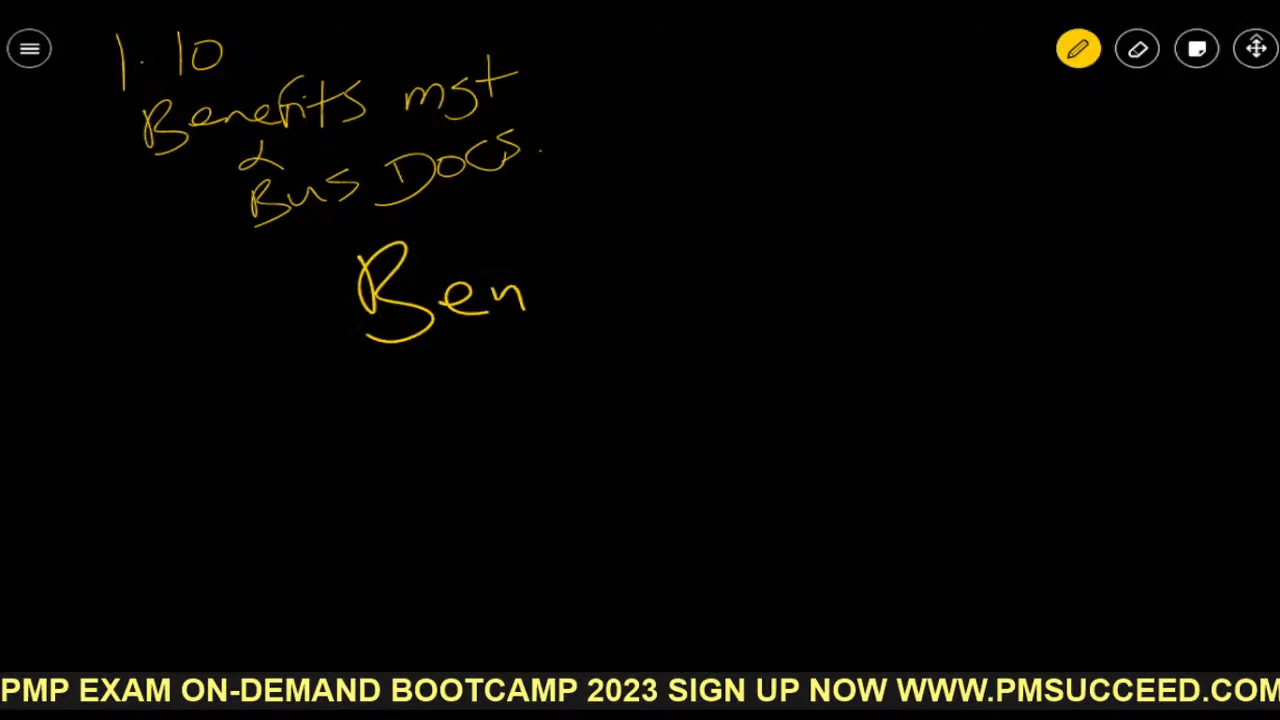 1.10
Benefits mgt
&
Bus Docs.
Ben
PMP EXAM ON-DEMAND BOOTCAMP 2023 SIGN UP NOW WWW.PMSUCCEED.COM